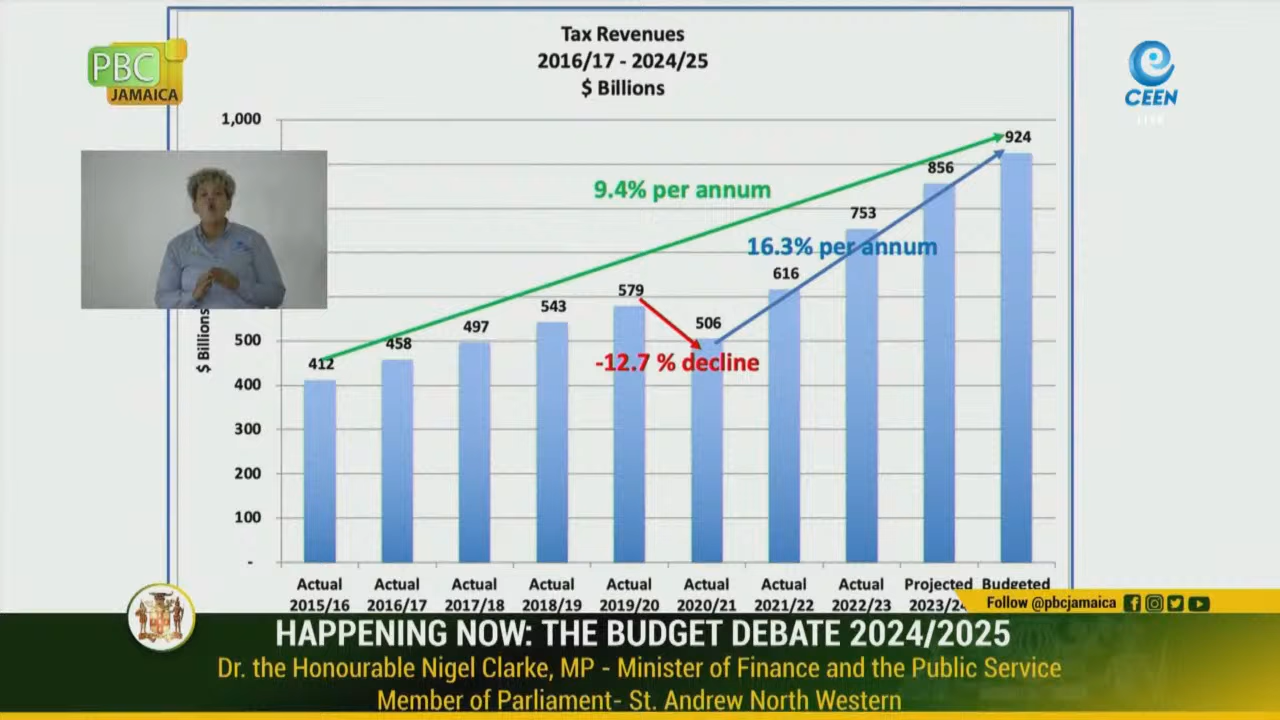 Tax Revenues
2016/17 - 2024/25
$ Billions
PBC
JAMAICA
CEEN
LIVE
1,000
500
400
300
200
100
-
$ Billions
412
458
497
543
579
506
616
753
856
924
9.4% per annum
16.3% per annum
-12.7 % decline
Actual
2015/16
Actual
2016/17
Actual
2017/18
Actual
2018/19
Actual
2019/20
Actual
2020/21
Actual
2021/22
Actual
2022/23
Projected
2023/24
Budgeted
Follow @pbcjamaica
HAPPENING NOW: THE BUDGET DEBATE 2024/2025
Dr. the Honourable Nigel Clarke, MP - Minister of Finance and the Public Service
Member of Parliament- St. Andrew North Western